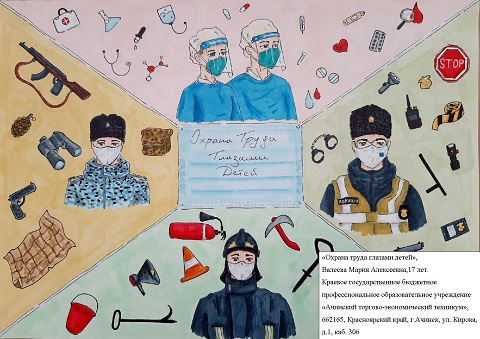 STOP
Охрана Труда
Глазами
Детей
ПОЛИЦИЯ
«Охрана труда глазами детей»,
Валеева Мария Алексеевна,17 лет.
Краевое государственное бюджетное
профессиональное образовательное учреждение
«Ачинский торгово-экономический техникум»,
662165, Красноярский край, г.Ачинск, ул. Кирова,
д.1, каб. 306